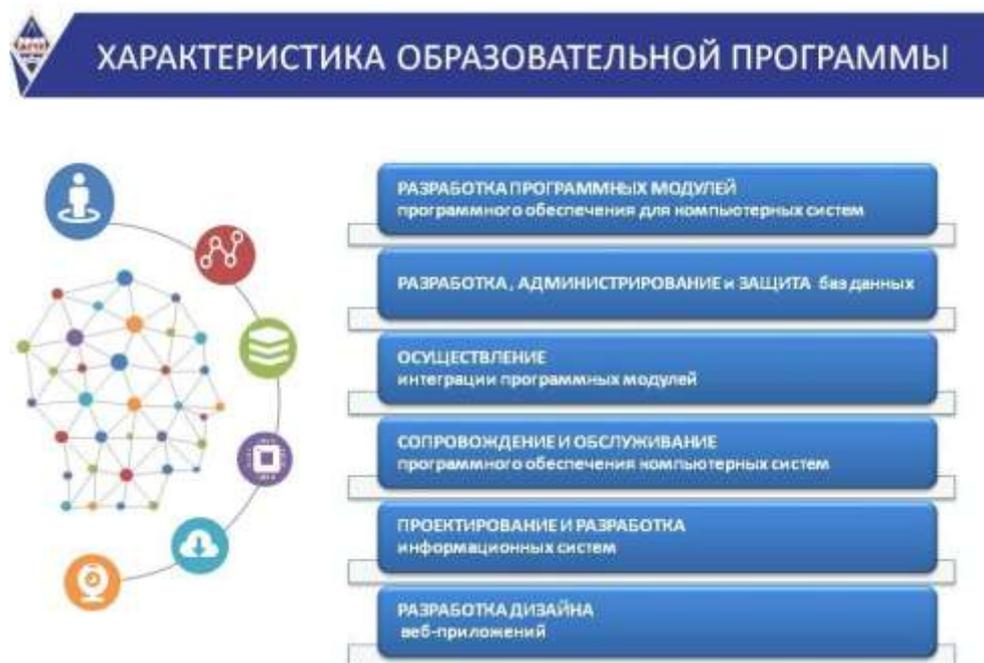 ХАРАКТЕРИСТИКА ОБРАЗОВАТЕЛЬНОЙ ПРОГРАММЫ
РАЗРАБОТКА ПРОГРАММНЫХ МОДУЛЕЙ
программного обеспечения для компьютерных систем
РАЗРАБОТКА, АДМИНИСТРИРОВАНИЕ и ЗАЩИТА баз данных
ОСУЩЕСТВЛЕНИЕ
интеграции программных модулей
СОПРОВОЖДЕНИЕ И ОБСЛУЖИВАНИЕ
программного обеспечения компьютерных систем
ПРОЕКТИРОВАНИЕ И РАЗРАБОТКА
информационных систем
РАЗРАБОТКА ДИЗАЙНА
веб-приложений